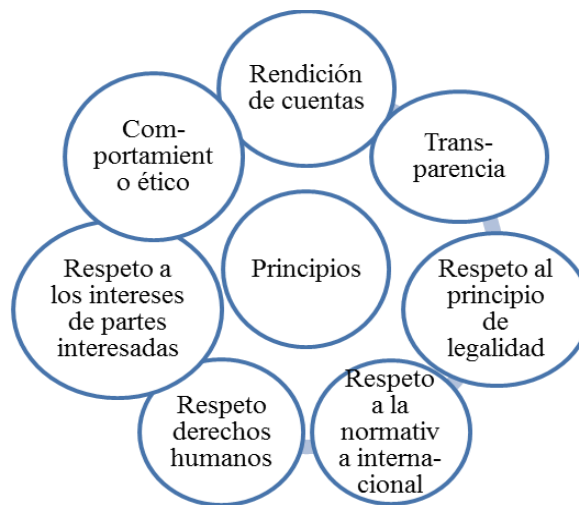 Rendición
de cuentas
Trans-
parencia
Respeto al
principio
de
legalidad
Respeto
a la
normativ
a interna-
cional
Respeto
derechos
humanos
Respeto a
los intereses
de partes
interesadas
Com-
portamient
o ético
Principios